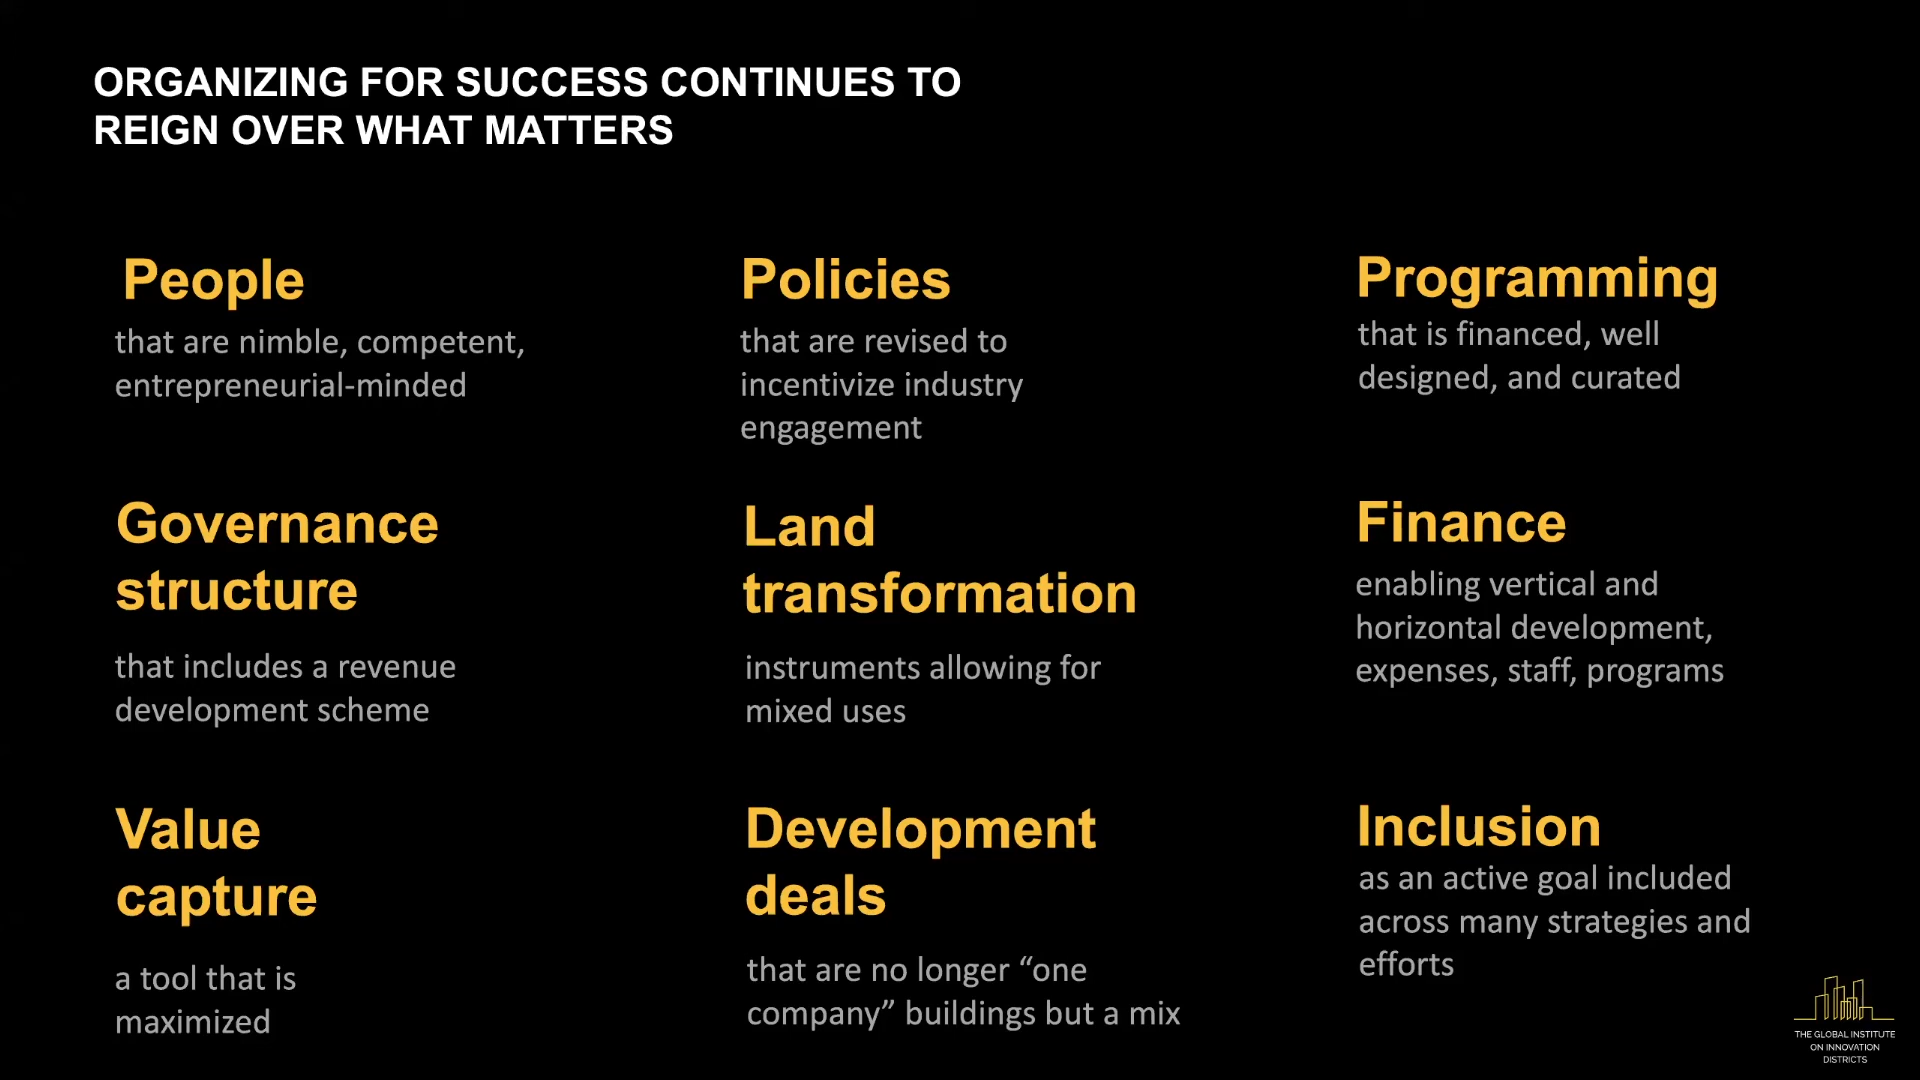 ORGANIZING FOR SUCCESS CONTINUES TO
REIGN OVER WHAT MATTERS
People
that are nimble, competent,
entrepreneurial-minded
Policies
that are revised to
incentivize industry
engagement
Programming
that is financed, well
designed, and curated
Governance
structure
that includes a revenue
development scheme
Land
transformation
instruments allowing for
mixed uses
Finance
enabling vertical and
horizontal development,
expenses, staff, programs
Value
capture
a tool that is
maximized
Development
deals
that are no longer “one
company” buildings but a mix
Inclusion
as an active goal included
across many strategies and
efforts
THE GLOBAL INSTITUTE
ON INNOVATION
DISTRICTS